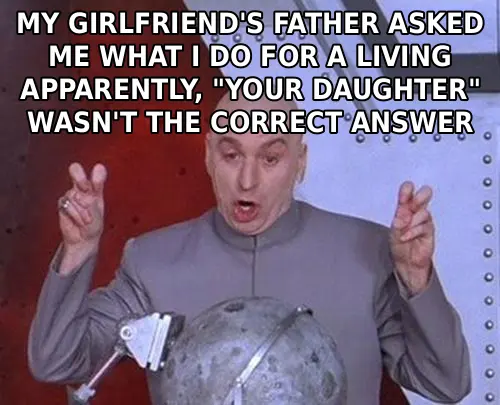 MY GIRLFRIEND'S FATHER ASKED
ME WHAT I DO FOR A LIVING
APPARENTLY, "YOUR DAUGHTER"
WASN'T THE CORRECT ANSWER